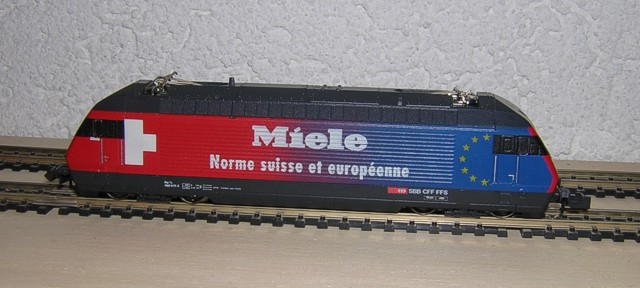 Miele
Norme suisse et européenne
SBB CFF FFS